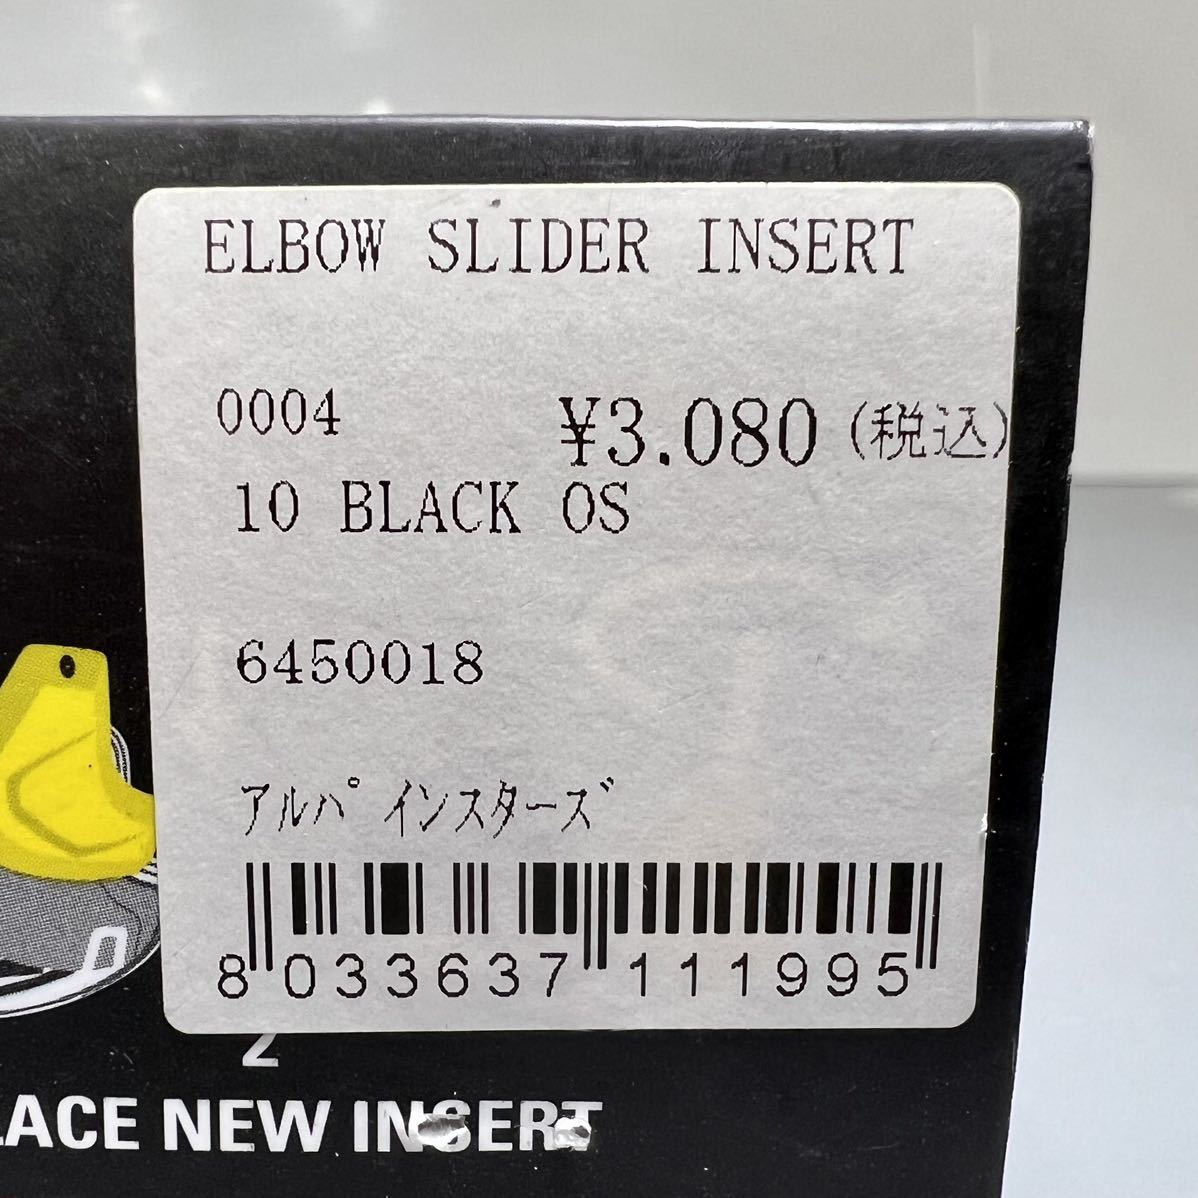 ELBOW SLIDER INSERT
0004 ¥3.080 (税込)
10 BLACK OS
6450018
ｱﾙﾊﾟｲﾝｽﾀｰｽﾞ
8 033637 111995
2
LACE NEW INSERT